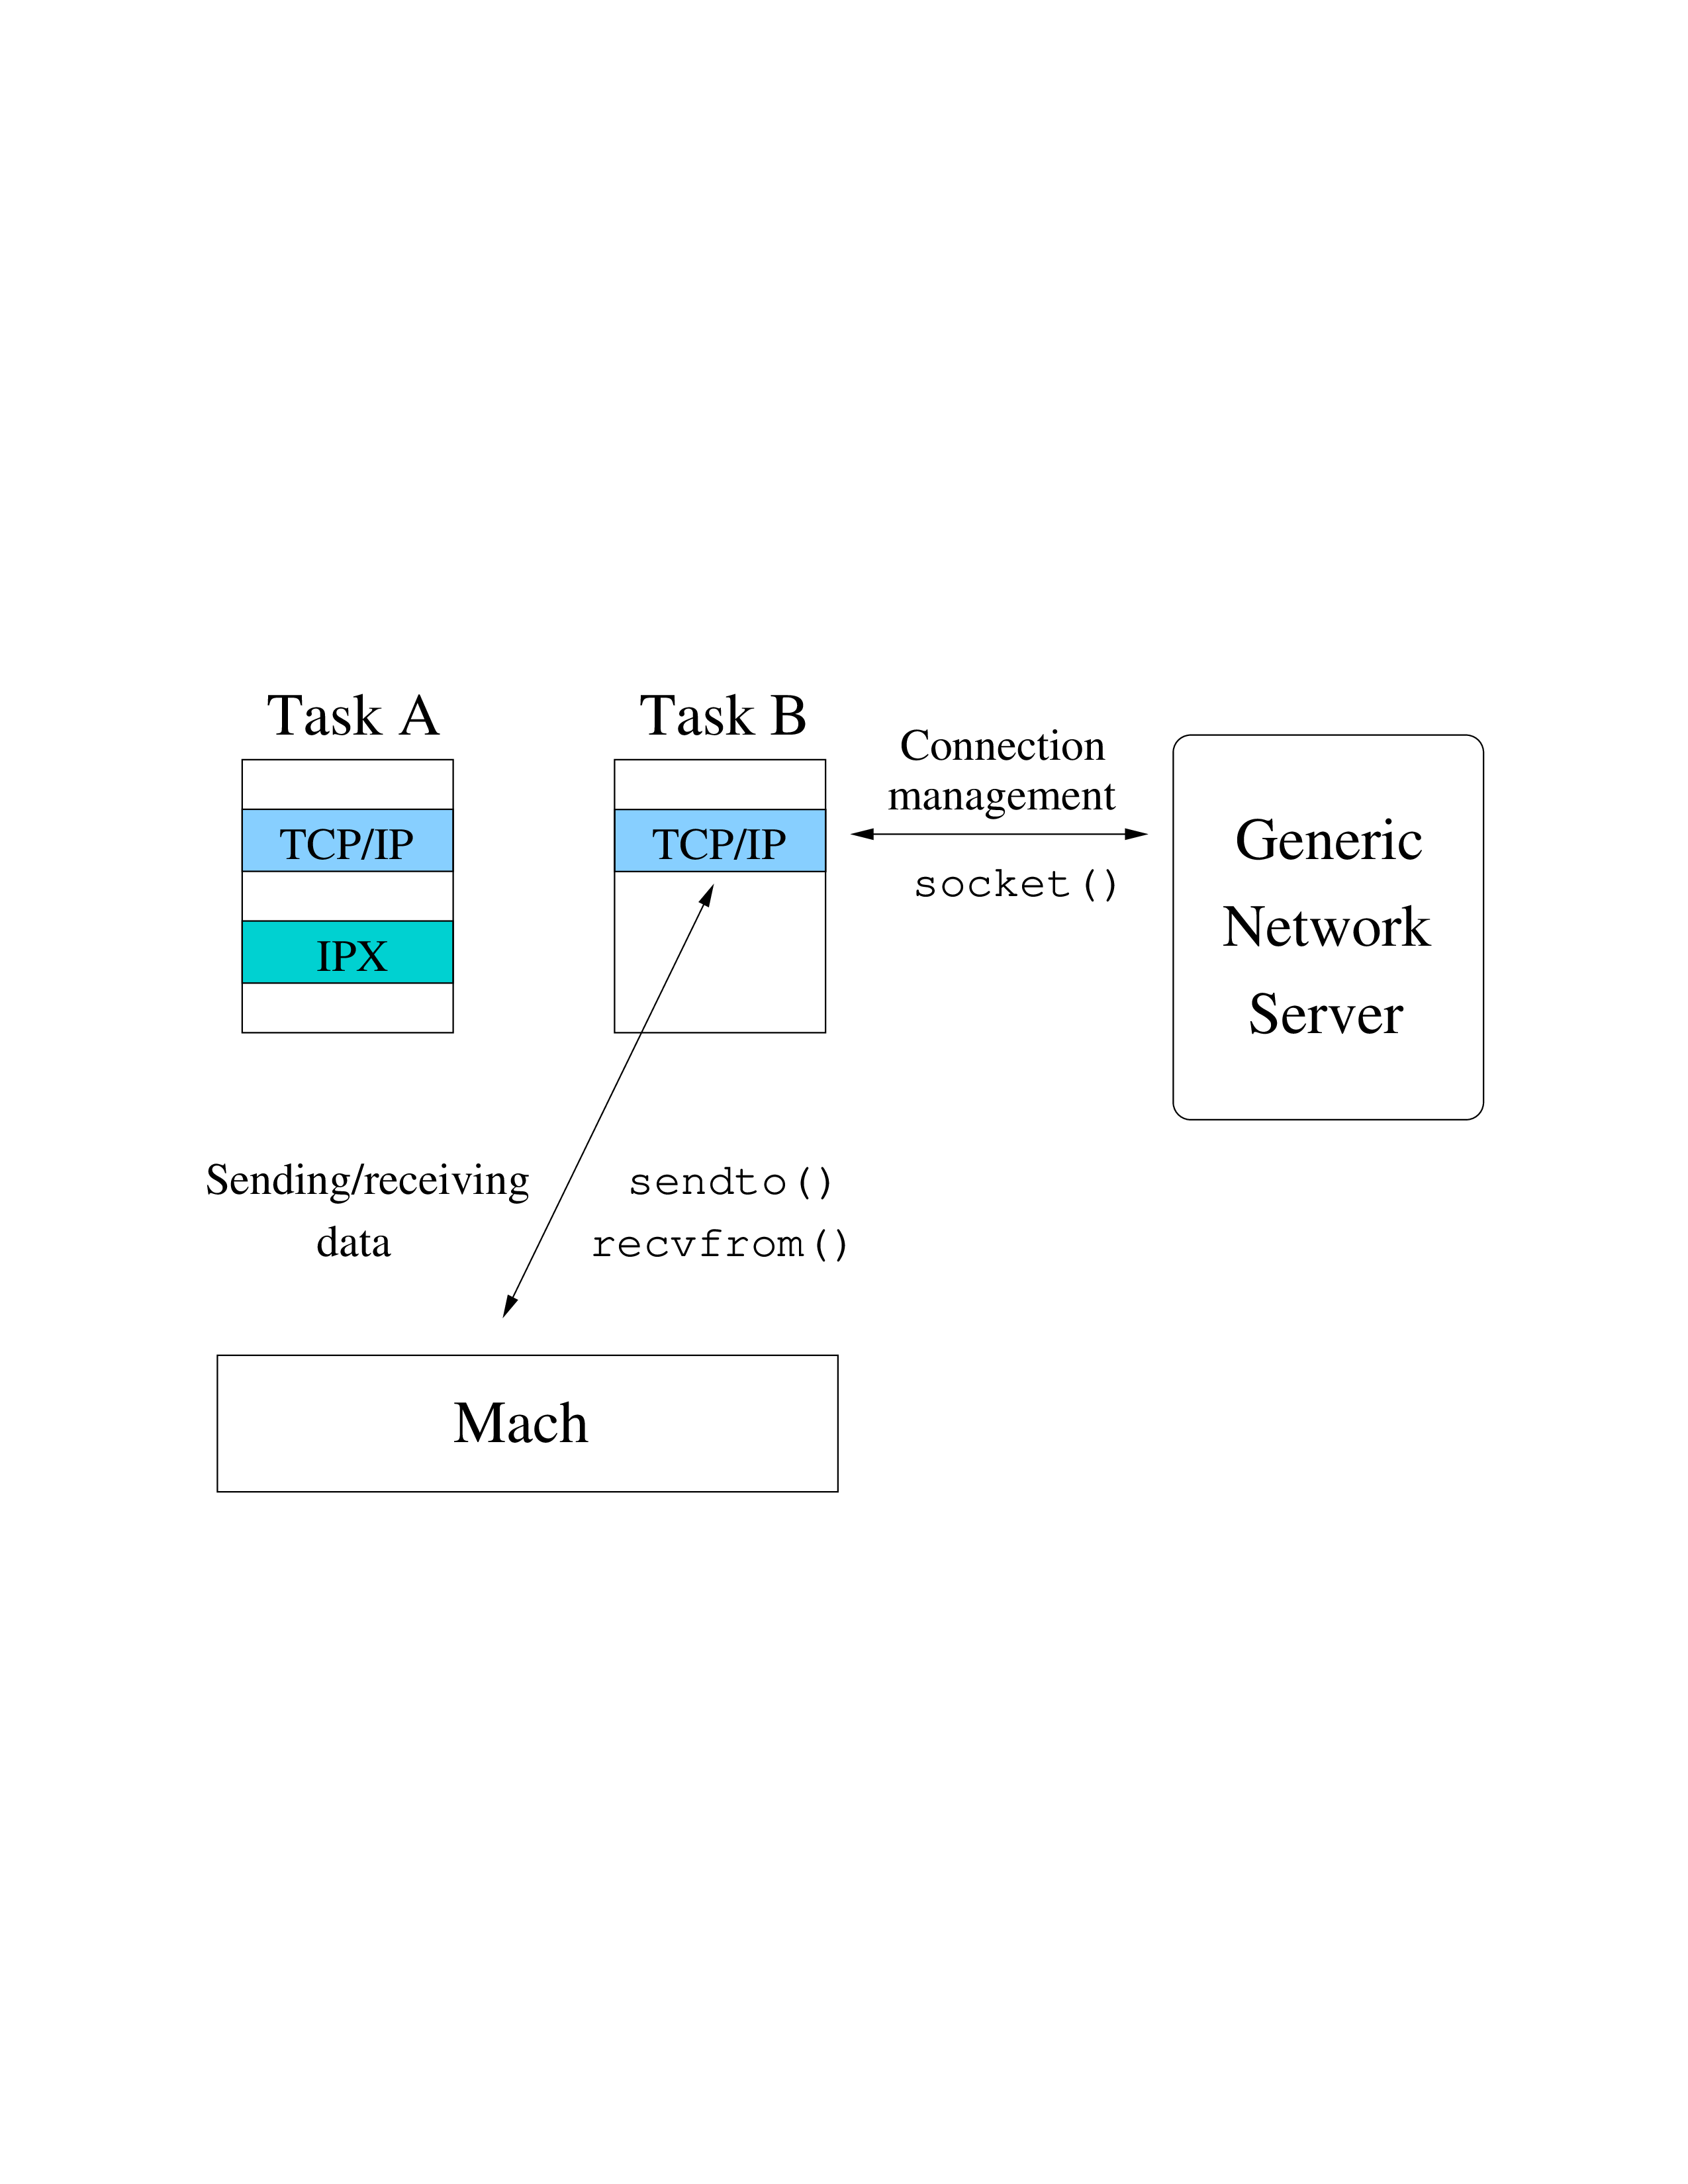 Task A
Task B
TCP/IP
IPX
TCP/IP
Connection
management
socket()
Generic
Network
Server
Sending/receiving
data
sendto()
recvfrom()
Mach